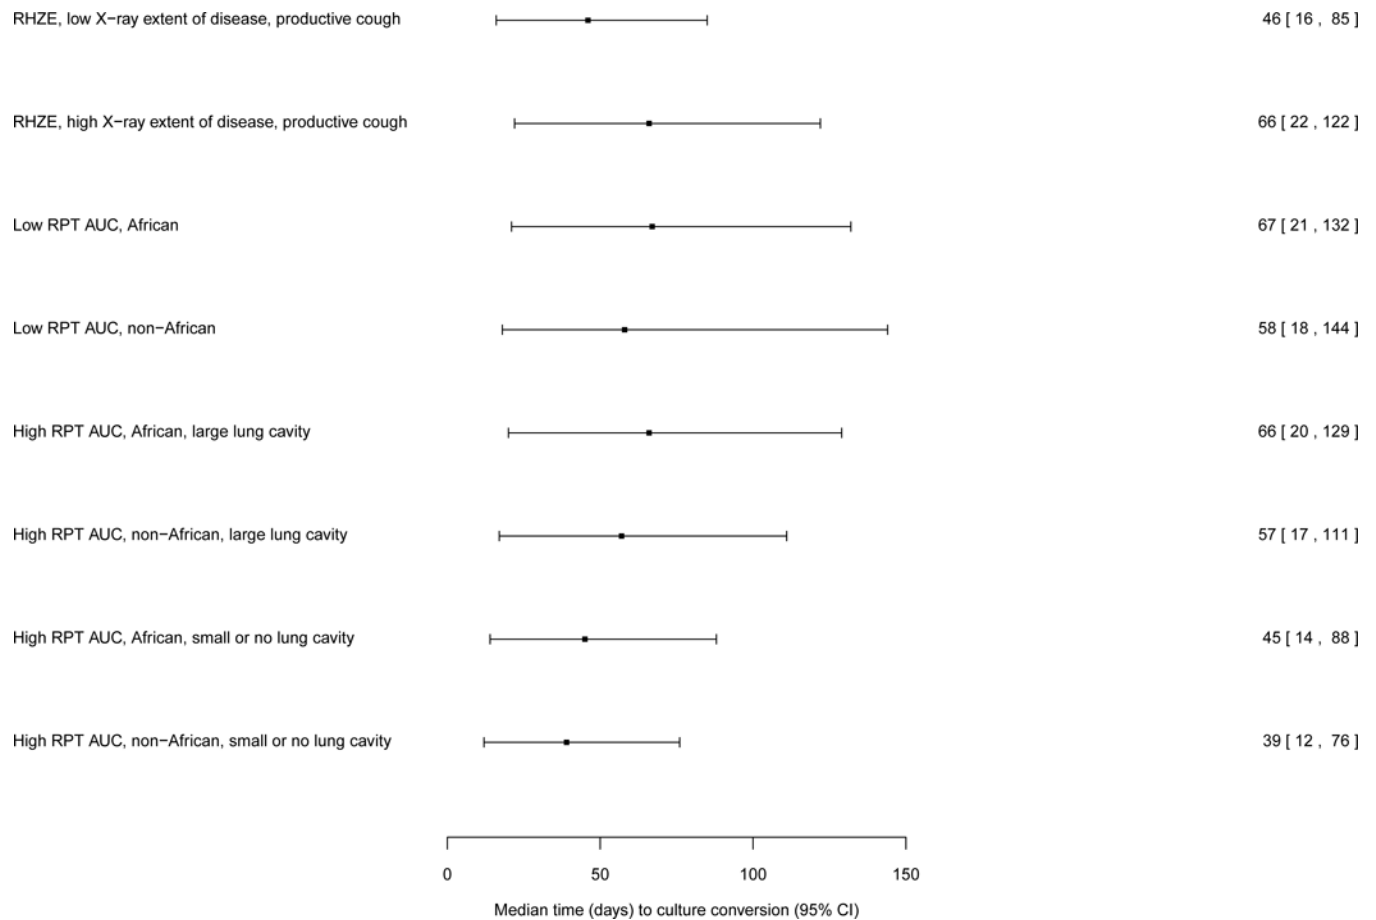 RHZE, low X−ray extent of disease, productive cough 46 [ 16 , 85 ]
RHZE, high X−ray extent of disease, productive cough 66 [ 22 , 122 ]
Low RPT AUC, African 67 [ 21 , 132 ]
Low RPT AUC, non−African 58 [ 18 , 144 ]
High RPT AUC, African, large lung cavity 66 [ 20 , 129 ]
High RPT AUC, non−African, large lung cavity 57 [ 17 , 111 ]
High RPT AUC, African, small or no lung cavity 45 [ 14 , 88 ]
High RPT AUC, non−African, small or no lung cavity 39 [ 12 , 76 ]
0 50 100 150
Median time (days) to culture conversion (95% CI)